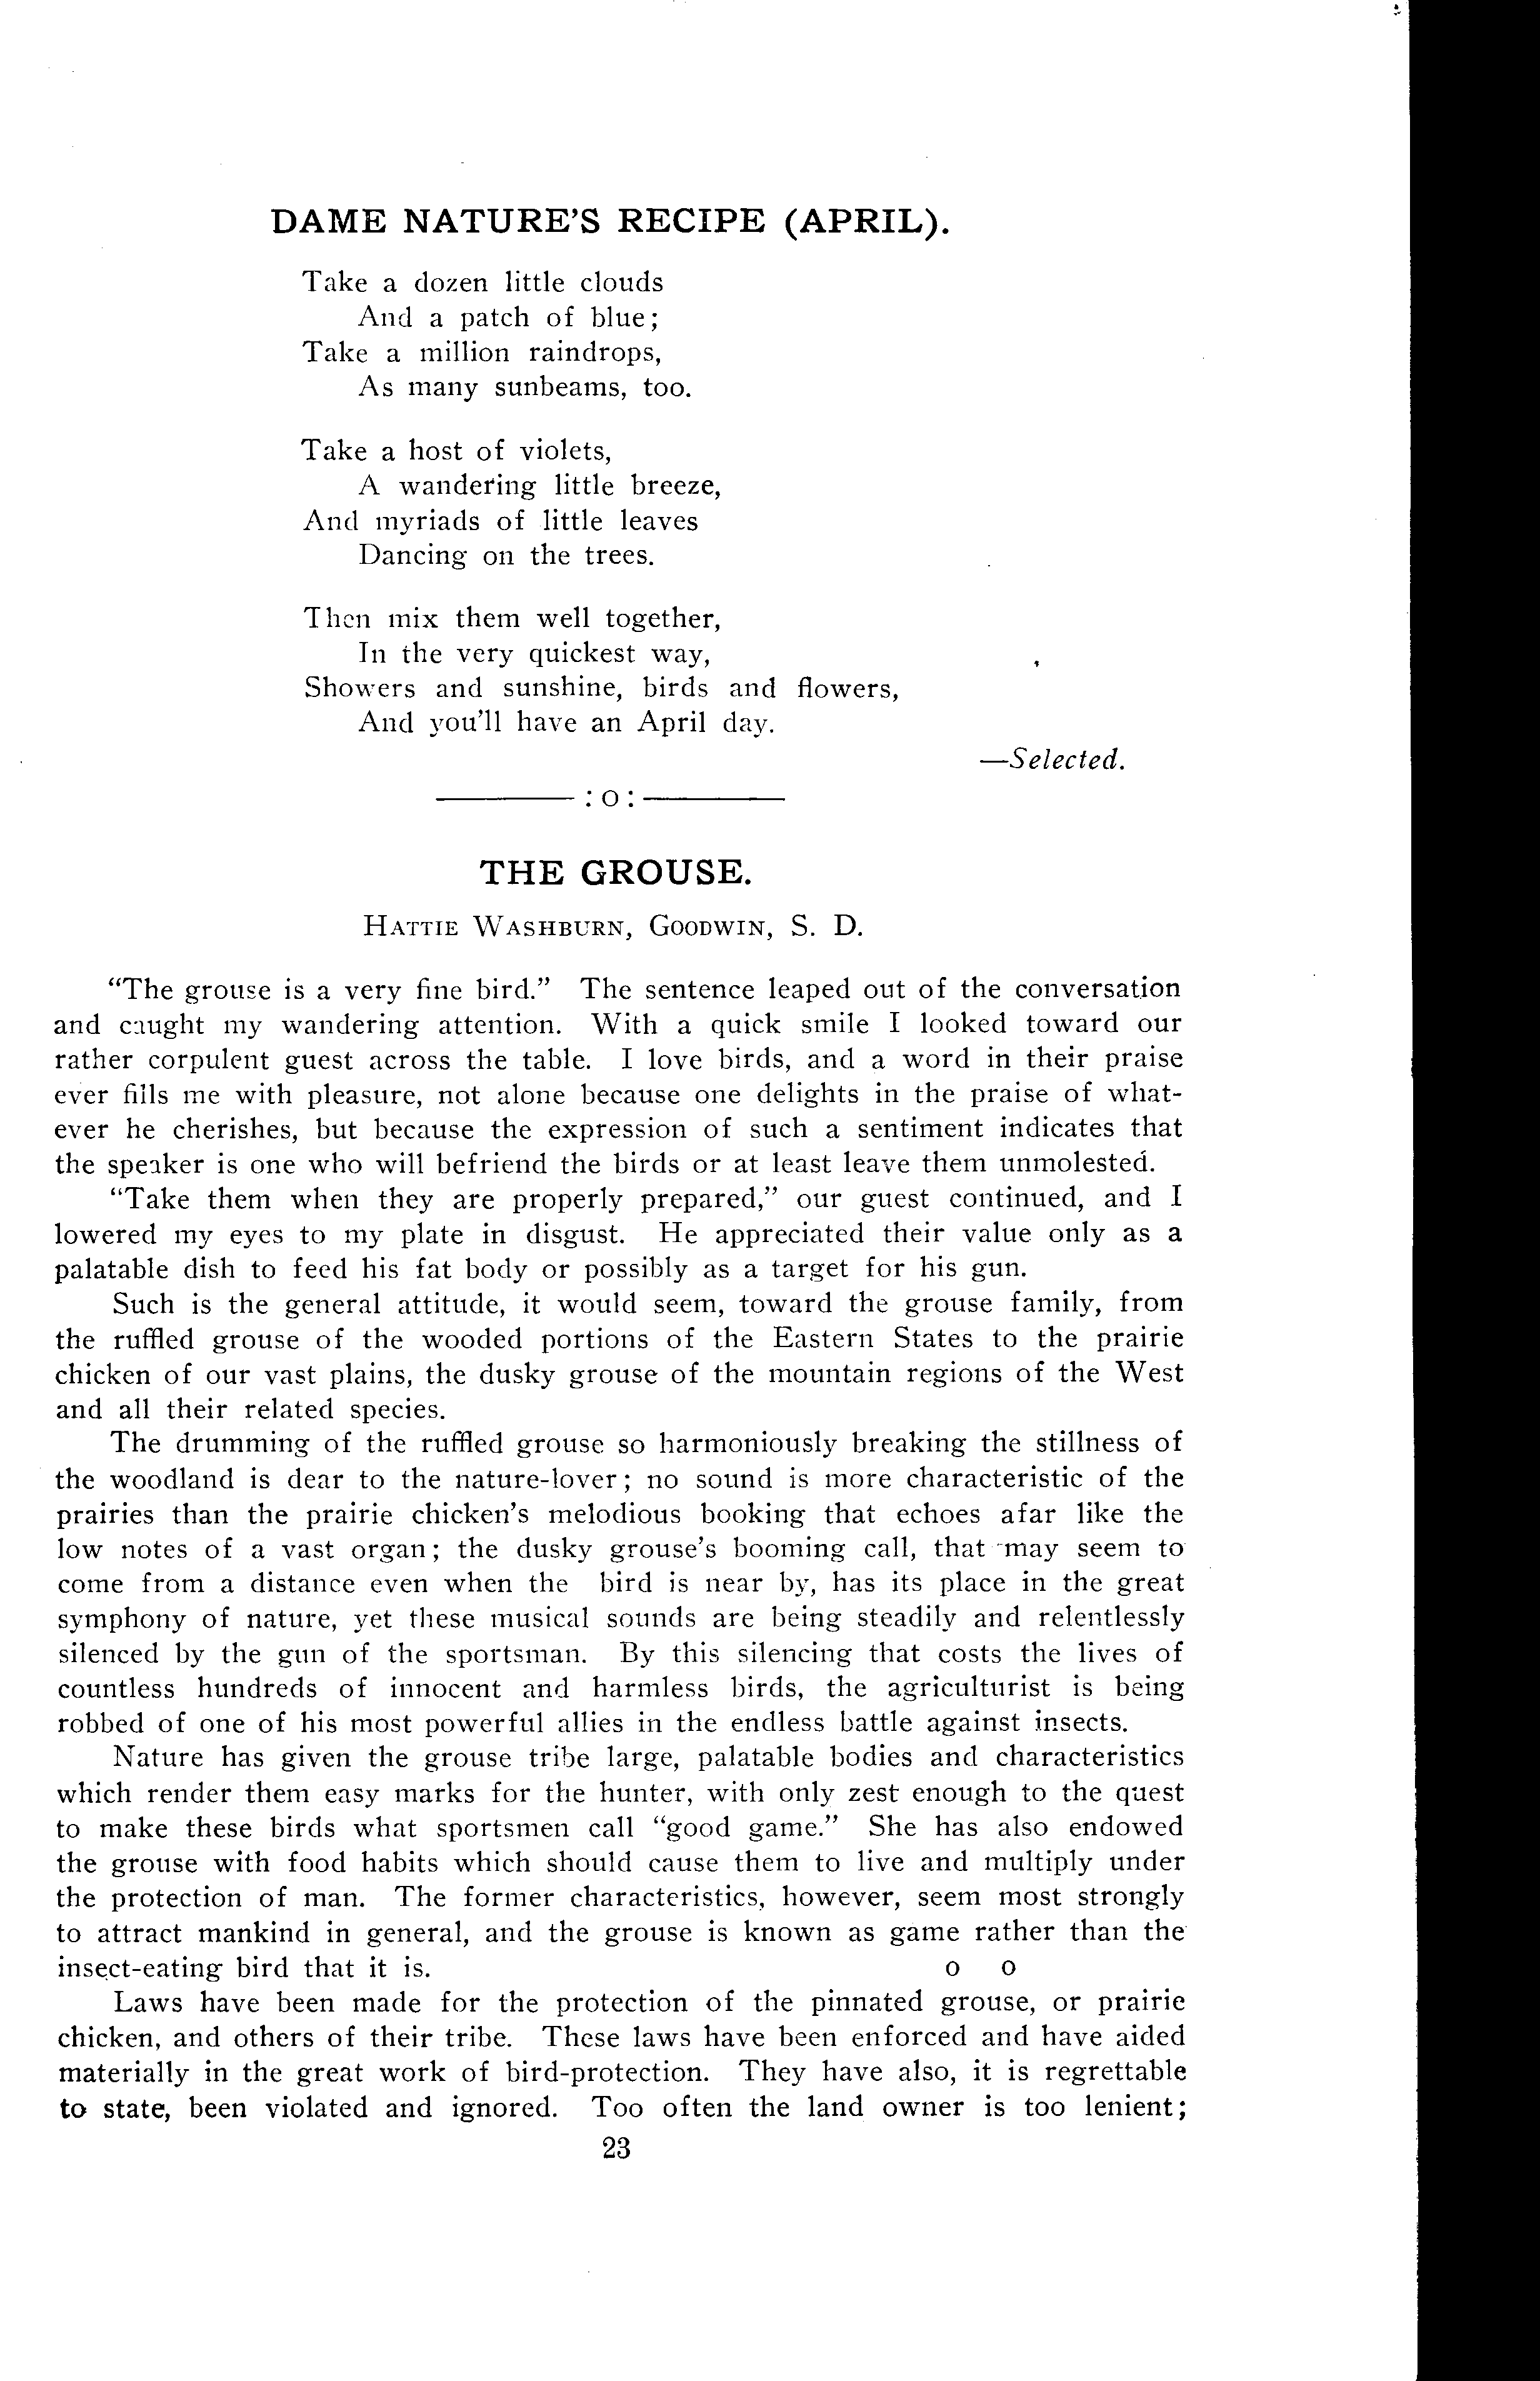 DAME NATURE'S RECIPE (APRIL).
Take a dozen little clouds
And a patch of blue;
Take a million raindrops,
As many sunbeams, too.
Take a host of violets,
A wandering little breeze,
And myriads of little leaves
Dancing on the trees.
Then mix them well together,
In the very quickest way,
Showers and sunshine, birds and flowers,
And you'll have an April day.
—Selected.
———:o:———
THE GROUSE.
HATTIE WASHBURN, GOODWIN, S. D.
“The grouse is a very fine bird.” The sentence leaped out of the conversation
and caught my wandering attention. With a quick smile I looked toward our
rather corpulent guest across the table. I love birds, and a word in their praise
ever fills me with pleasure, not alone because one delights in the praise of what-
ever he cherishes, but because the expression of such a sentiment indicates that
the speaker is one who will befriend the birds or at least leave them unmolested.
“Take them when they are properly prepared,” our guest continued, and I
lowered my eyes to my plate in disgust. He appreciated their value only as a
palatable dish to feed his fat body or possibly as a target for his gun.
Such is the general attitude, it would seem, toward the grouse family, from
the ruffled grouse of the wooded portions of the Eastern States to the prairie
chicken of our vast plains, the dusky grouse of the mountain regions of the West
and all their related species.
The drumming of the ruffled grouse so harmoniously breaking the stillness of
the woodland is dear to the nature-lover; no sound is more characteristic of the
prairies than the prairie chicken's melodious booking that echoes afar like the
low notes of a vast organ; the dusky grouse's booming call, that may seem to
come from a distance even when the bird is near by, has its place in the great
symphony of nature, yet these musical sounds are being steadily and relentlessly
silenced by the gun of the sportsman. By this silencing that costs the lives of
countless hundreds of innocent and harmless birds, the agriculturist is being
robbed of one of his most powerful allies in the endless battle against insects.
Nature has given the grouse tribe large, palatable bodies and characteristics
which render them easy marks for the hunter, with only zest enough to the quest
to make these birds what sportsmen call “good game.” She has also endowed
the grouse with food habits which should cause them to live and multiply under
the protection of man. The former characteristics, however, seem most strongly
to attract mankind in general, and the grouse is known as game rather than the
insect-eating bird that it is. o o
Laws have been made for the protection of the pinnated grouse, or prairie
chicken, and others of their tribe. These laws have been enforced and have aided
materially in the great work of bird-protection. They have also, it is regrettable
to state, been violated and ignored. Too often the land owner is too lenient;
23